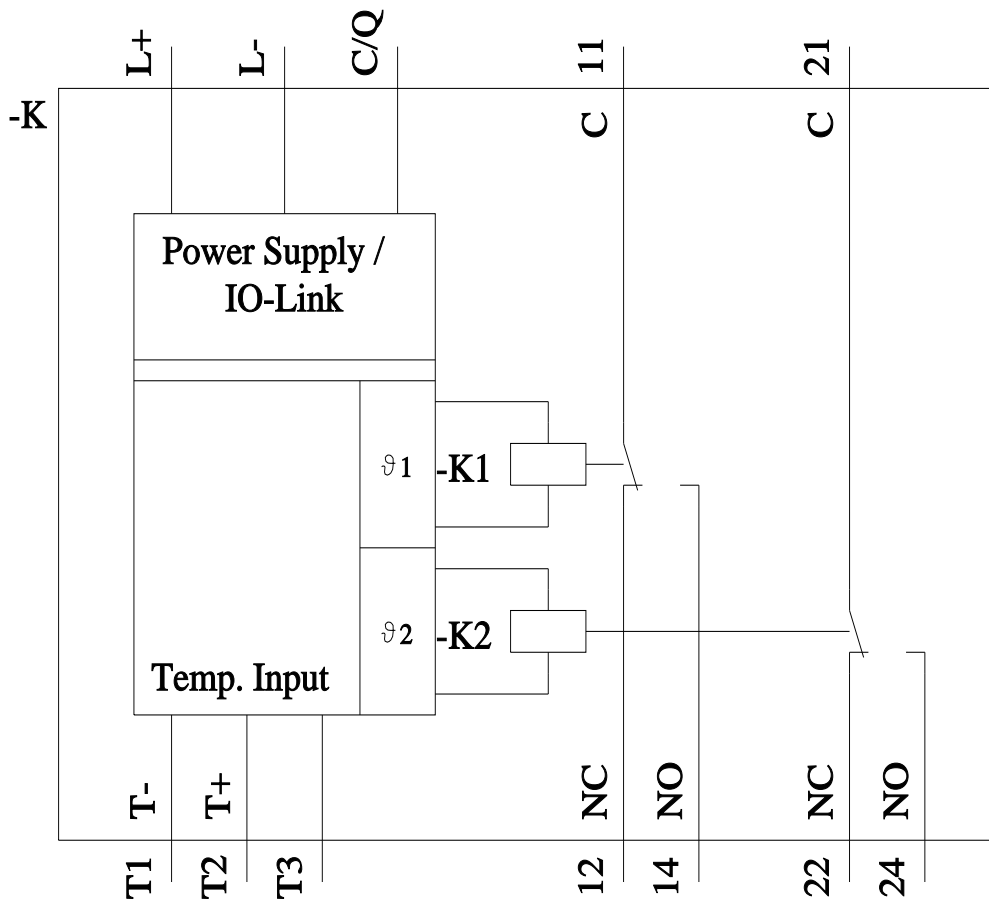 L+
L-
C/Q
11
21
-K
C
C
Power Supply /
IO-Link
ϑ1
-K1
ϑ2
-K2
Temp. Input
T-
T+
NC
NO
NC
NO
T1
T2
T3
12
14
22
24